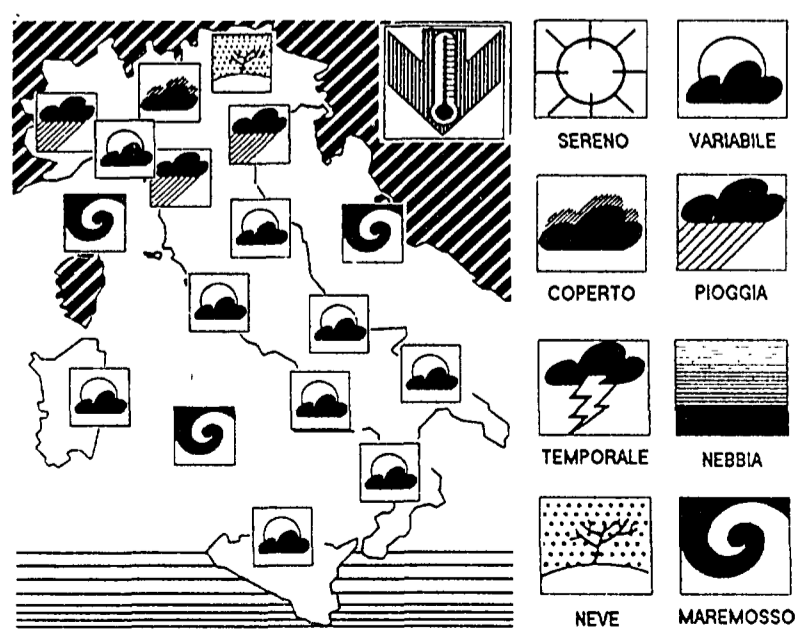 SERENO VARIABILE
COPERTO PIOGGIA
TEMPORALE NEBBIA
NEVE MAREMOSSO